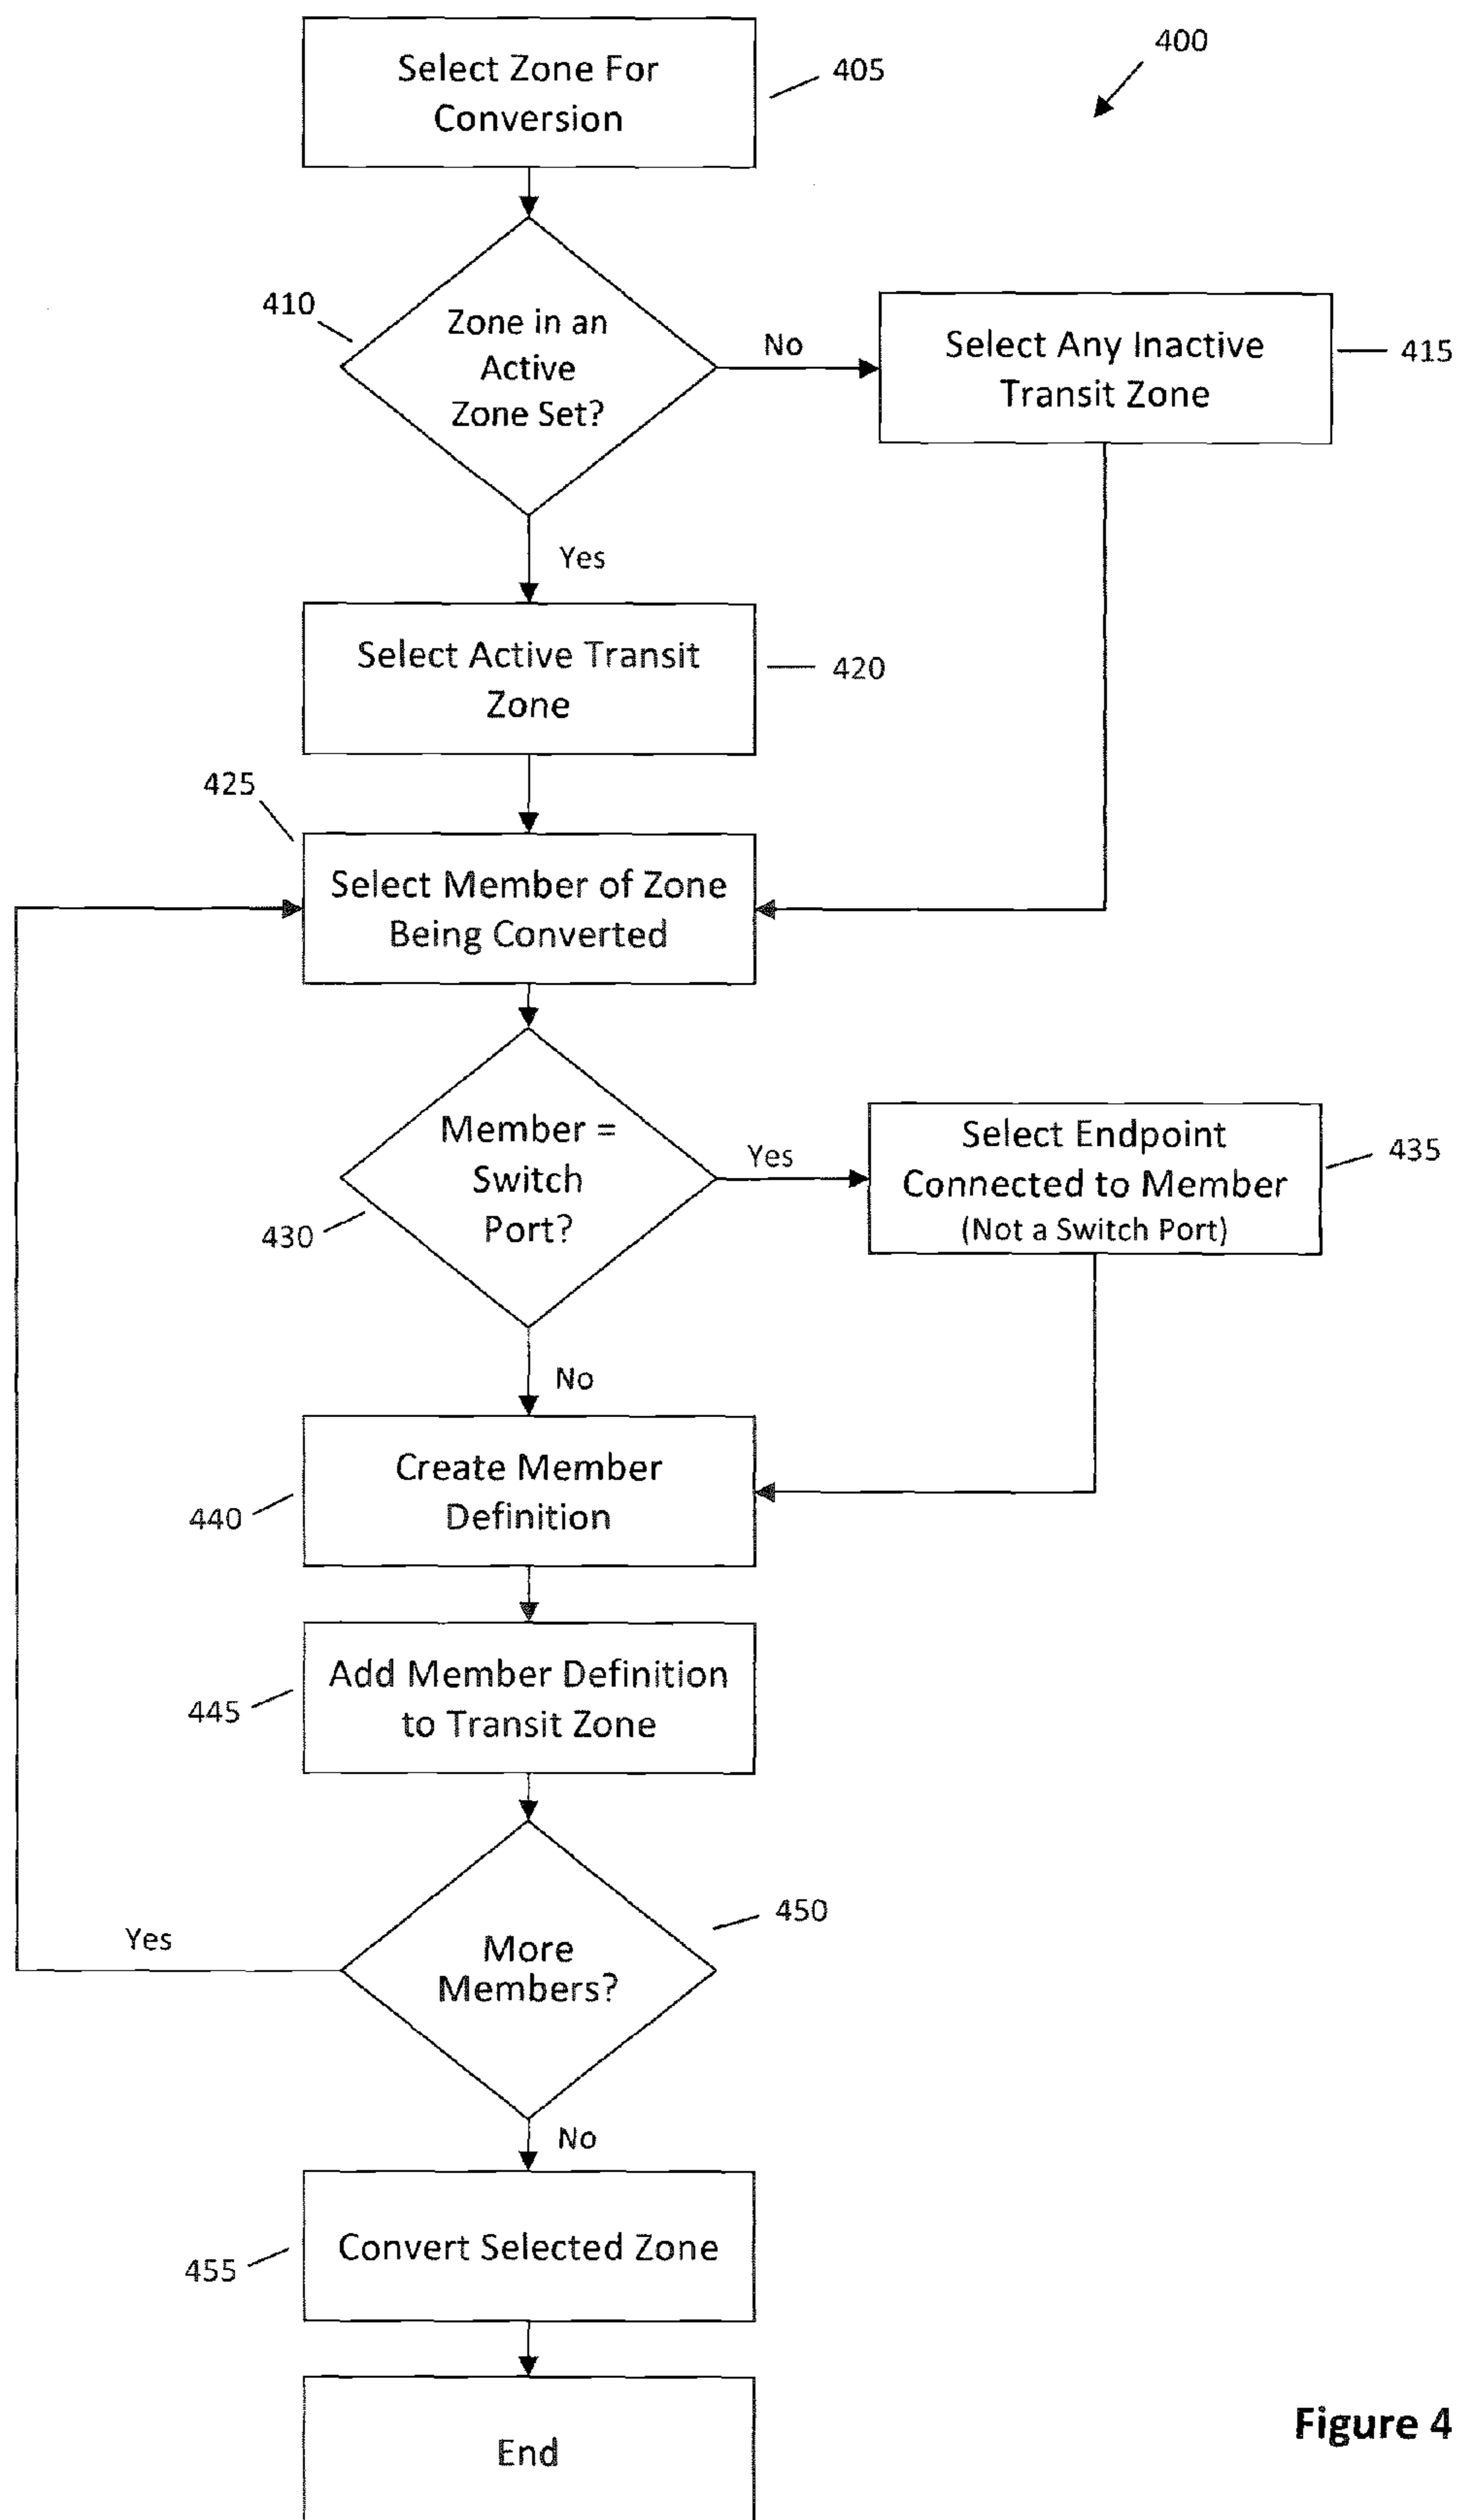 Select Zone For
Conversion
405
400
410
Zone in an
Active
Zone Set?
No
Select Any Inactive
Transit Zone
415
Yes
Select Active Transit
Zone
420
425
Select Member of Zone
Being Converted
Member =
Switch
Port?
430
Yes
Select Endpoint
Connected to Member
(Not a Switch Port)
435
No
Create Member
Definition
440
Add Member Definition
to Transit Zone
445
450
More
Members?
Yes
No
Convert Selected Zone
455
End
Figure 4